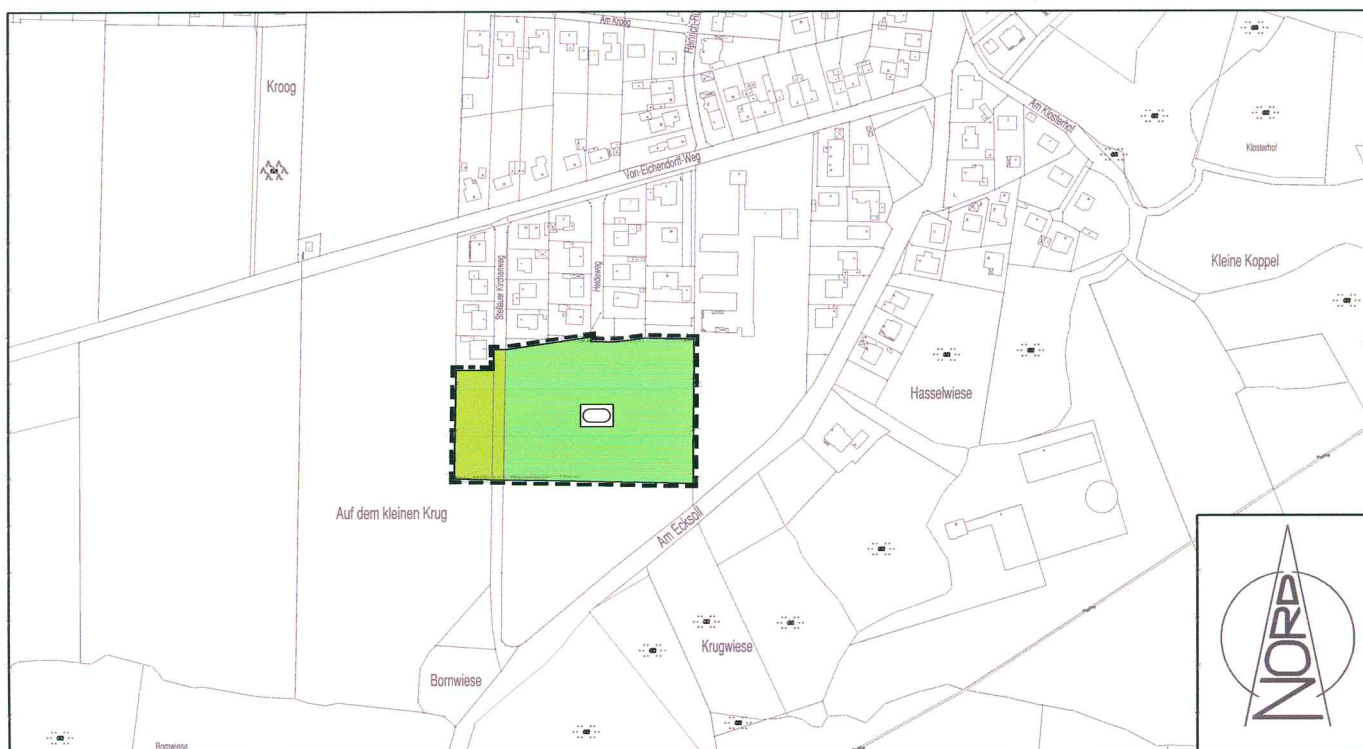 Am Kroog
Kroog
Am Klosterhof
Klosterhof
Von-Eichendorff-Weg
Stellauer Kirchenweg
Heideweg
Kleine Koppel
Hasselwiese
Auf dem kleinen Krug
Am Ecksoll
Krugwiese
Bornwiese
Bornwiese
NORD